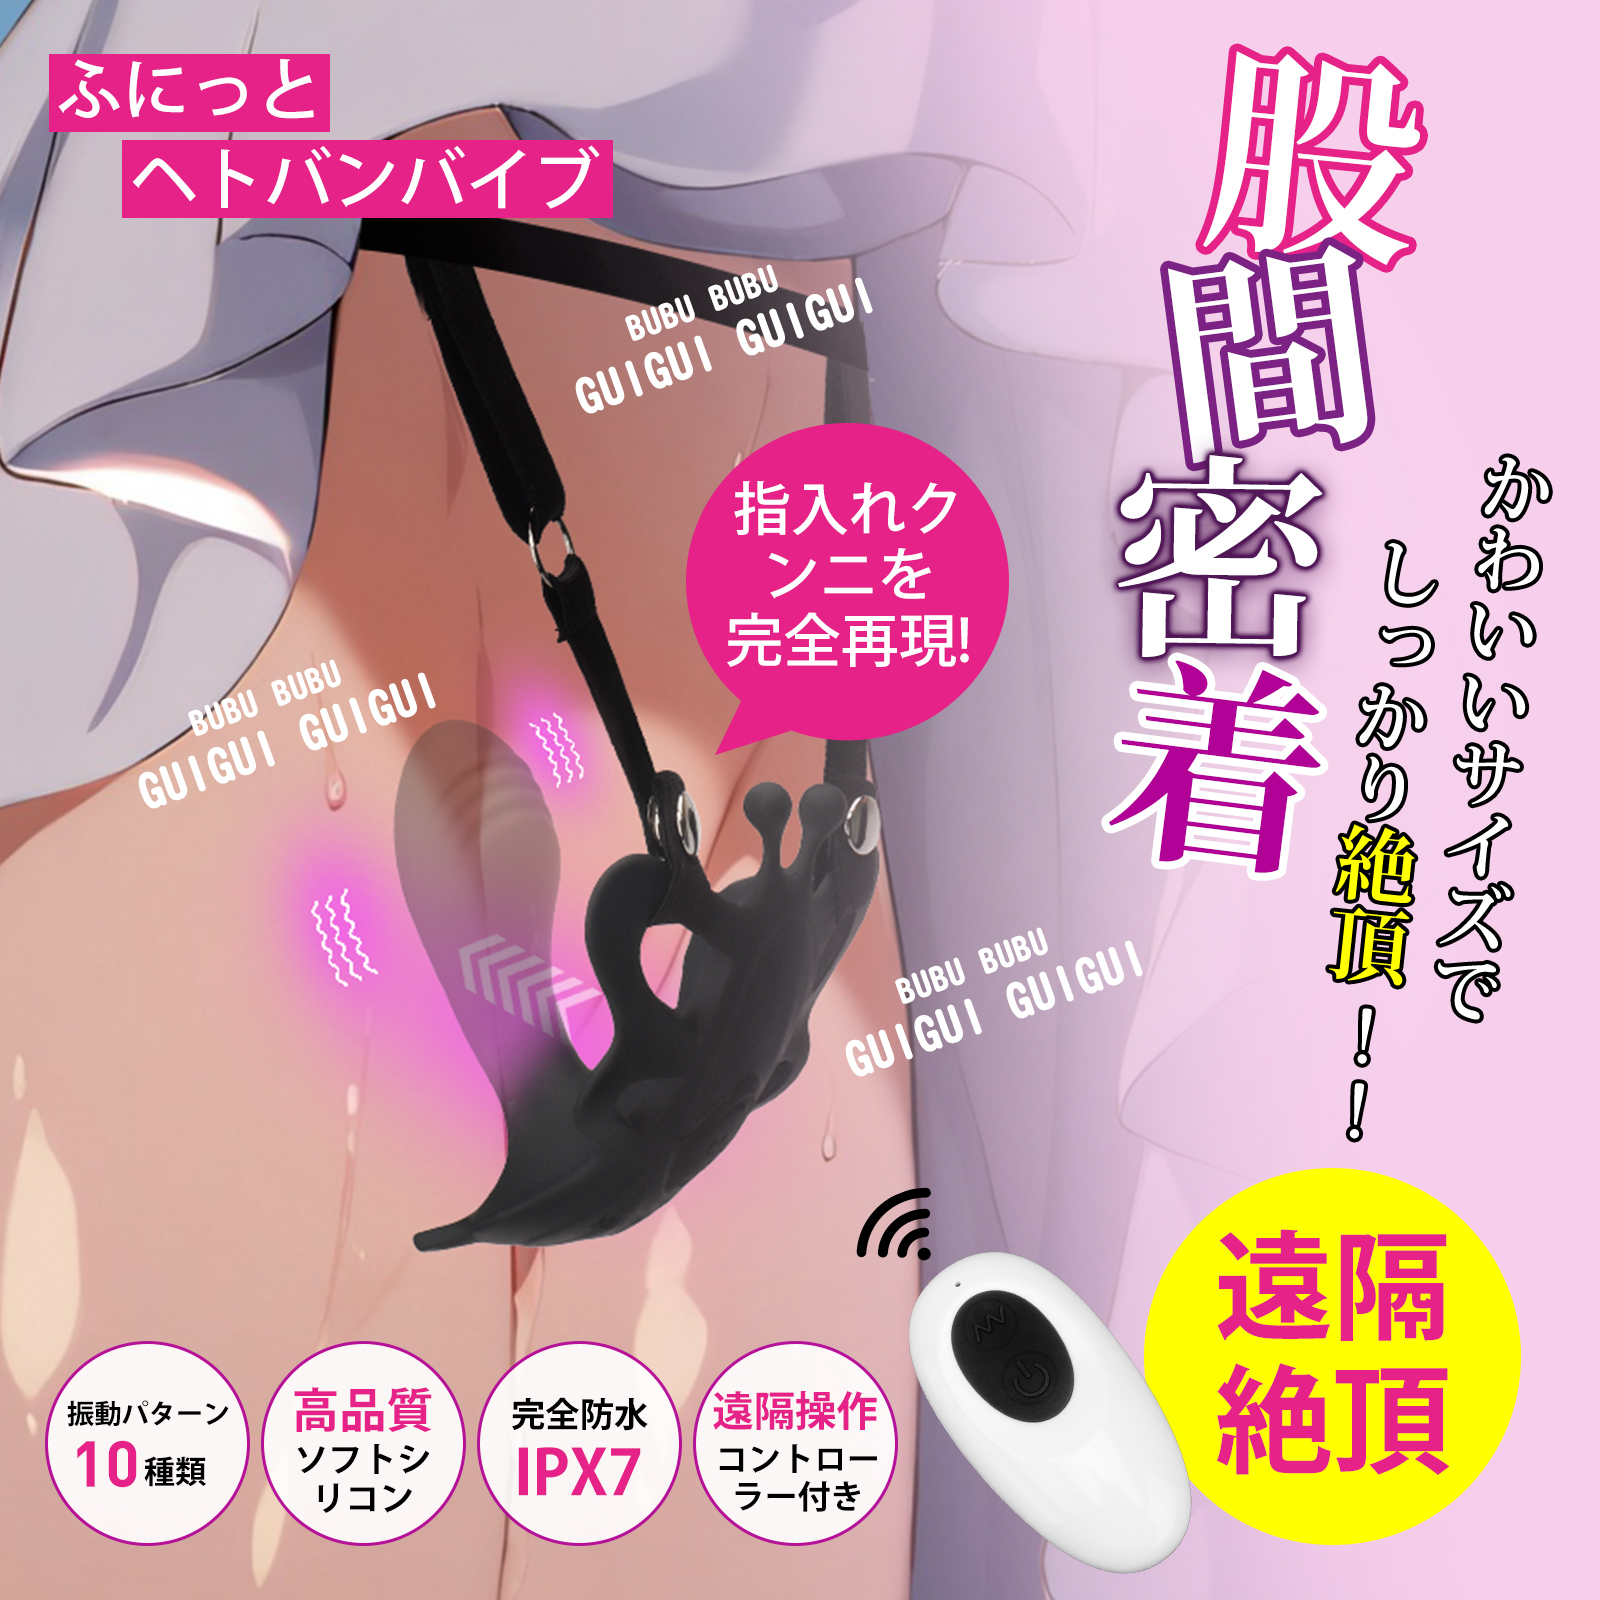 ふにっと
ヘトバンバイブ
股間密着
かわいいサイズで
しっかり絶頂！！
BUBU BUBU
GUIGUI GUIGUI
指入れク
ンニを
完全再現!
BUBU BUBU
GUIGUI GUIGUI
BUBU BUBU
GUIGUI GUIGUI
遠隔
絶頂
振動パターン
10種類
高品質
ソフトシ
リコン
完全防水
IPX7
遠隔操作
コントロー
ラー付き